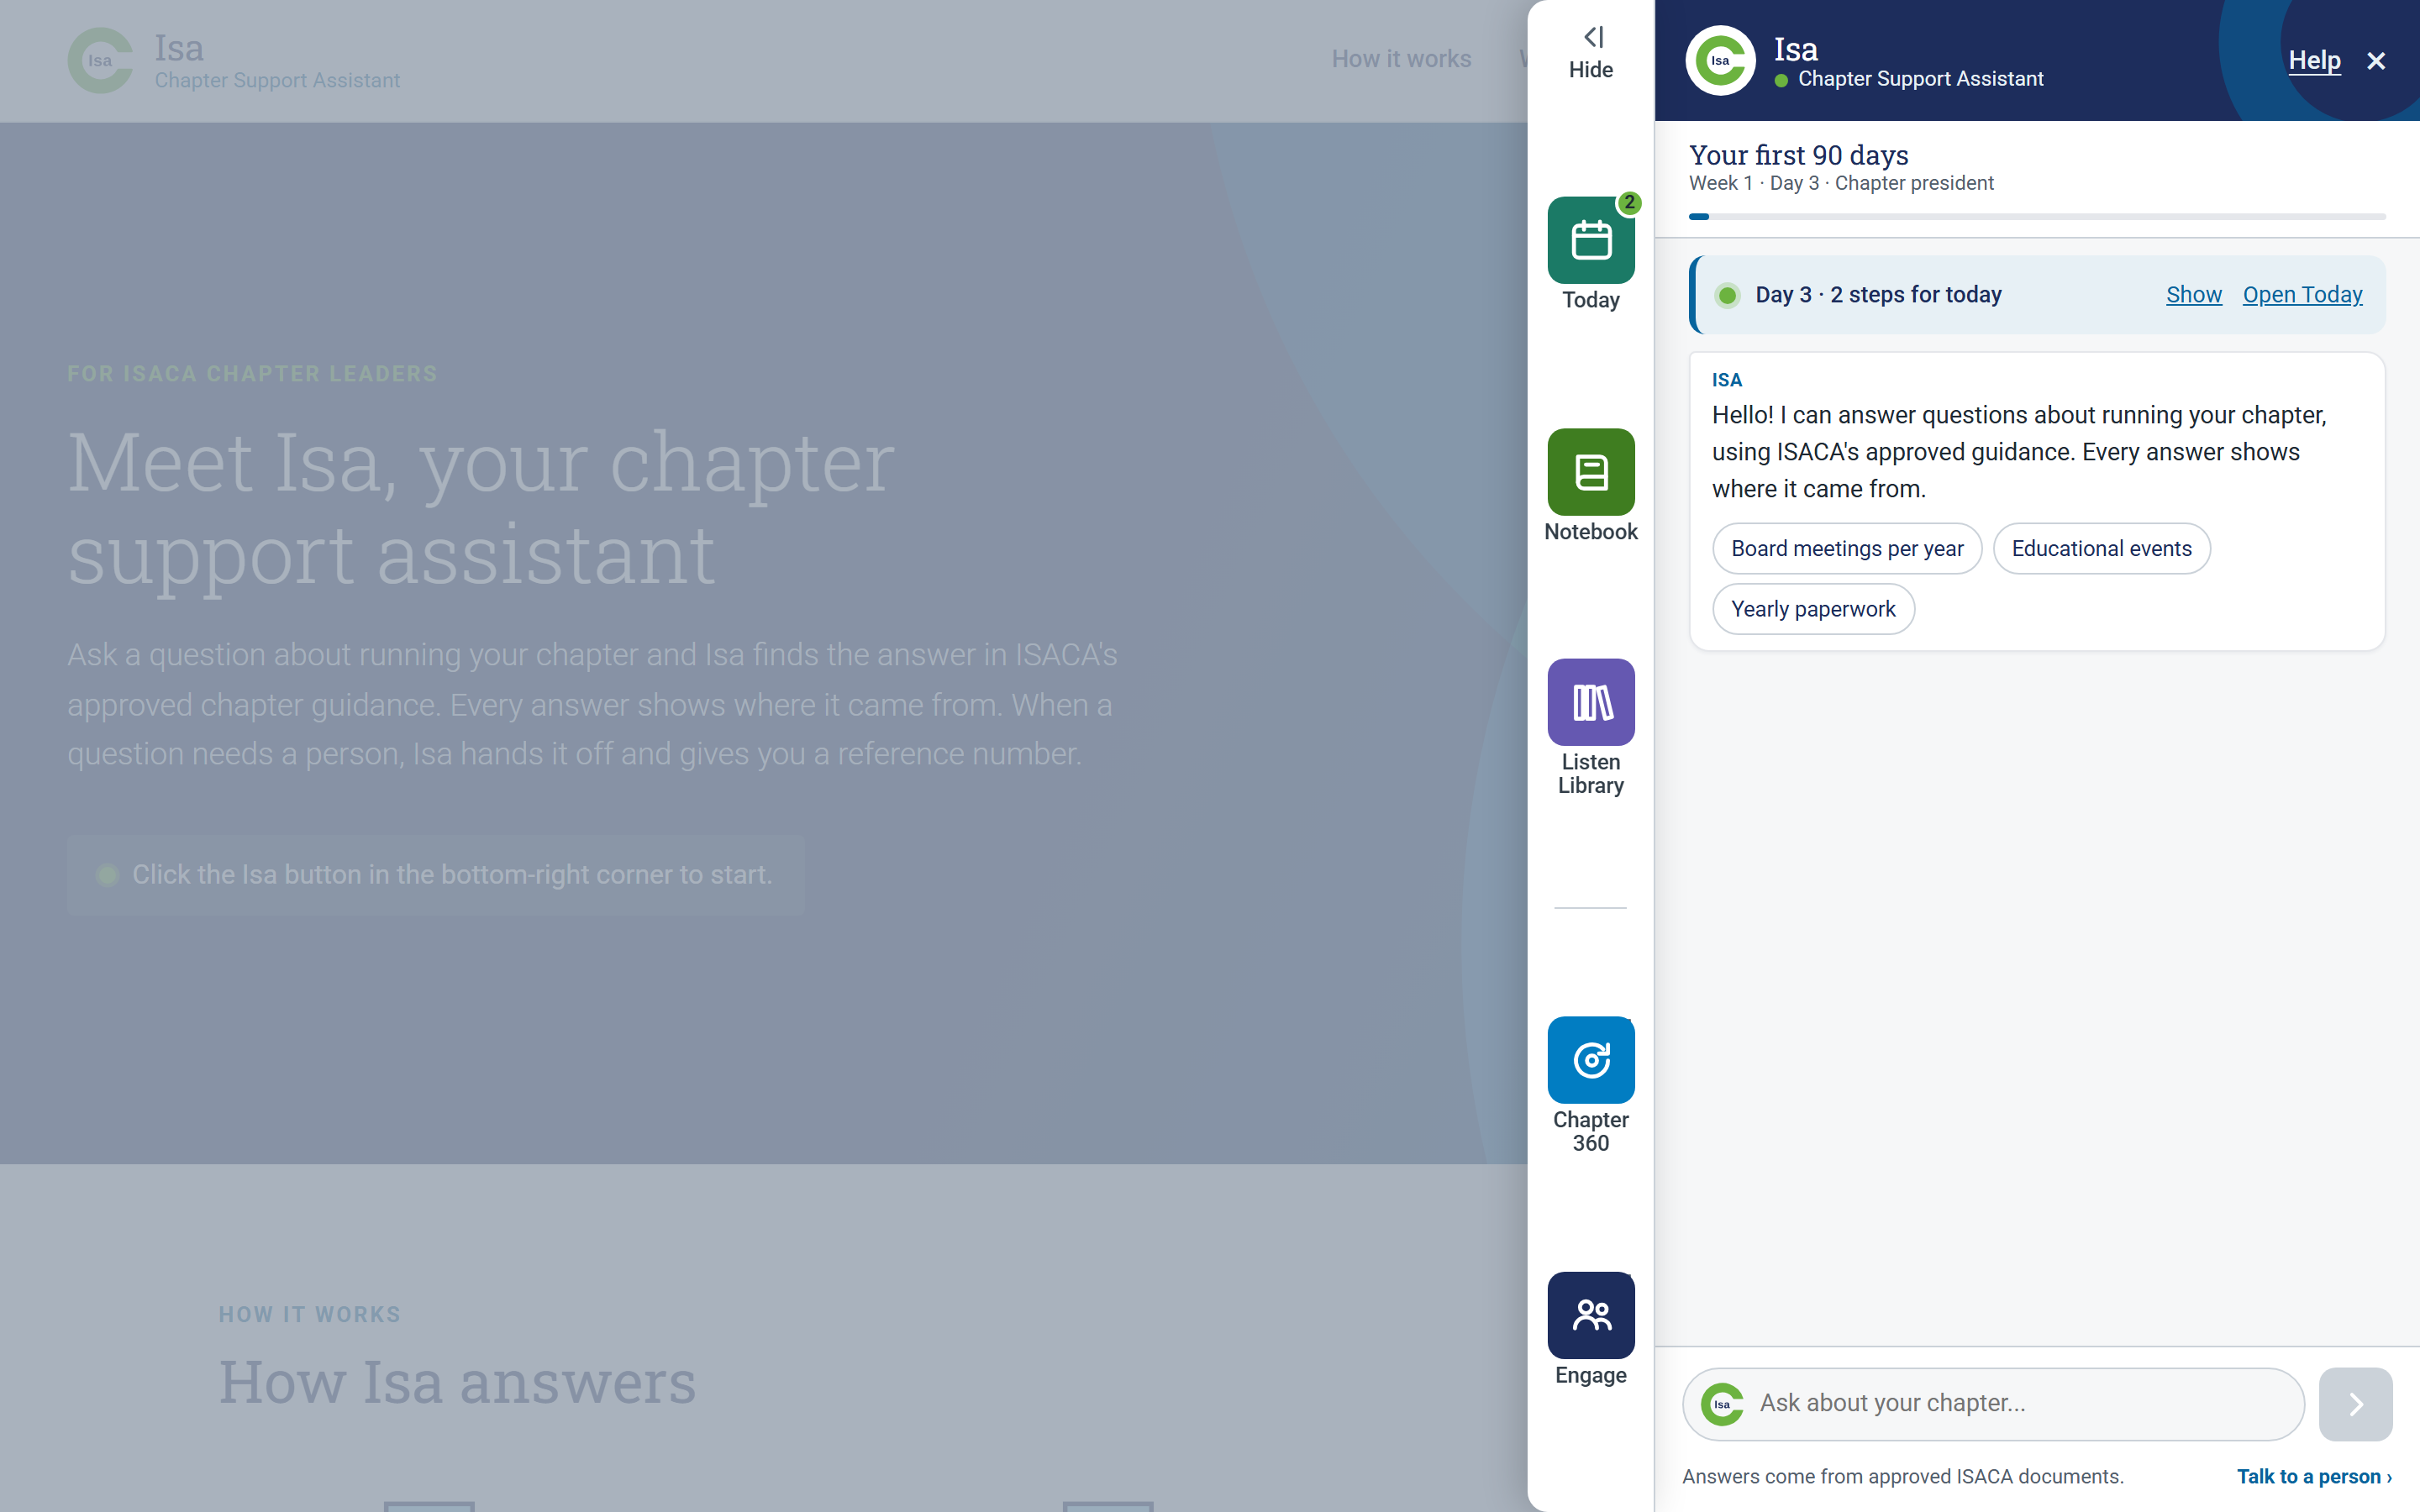 Isa
Isa
Chapter Support Assistant
How it works
FOR ISACA CHAPTER LEADERS
Meet Isa, your chapter
support assistant
Ask a question about running your chapter and Isa finds the answer in ISACA's
approved chapter guidance. Every answer shows where it came from. When a
question needs a person, Isa hands it off and gives you a reference number.
Click the Isa button in the bottom-right corner to start.
HOW IT WORKS
How Isa answers
Hide
2
Today
Notebook
Listen
Library
Chapter
360
Engage
Isa
Isa
Chapter Support Assistant
Help
Your first 90 days
Week 1 · Day 3 · Chapter president
Day 3 · 2 steps for today
Show
Open Today
ISA
Hello! I can answer questions about running your chapter,
using ISACA's approved guidance. Every answer shows
where it came from.
Board meetings per year
Educational events
Yearly paperwork
Isa
Ask about your chapter...
Answers come from approved ISACA documents.
Talk to a person ›